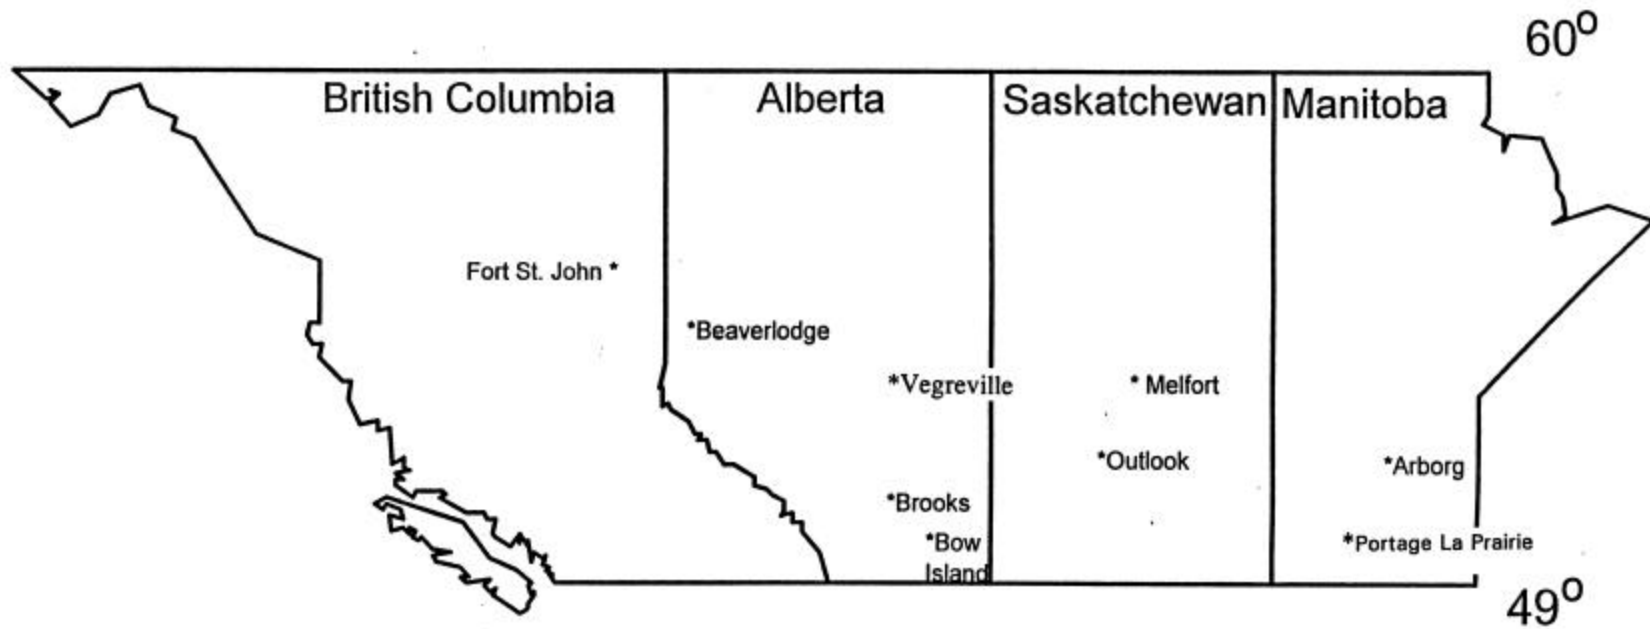 60°
British Columbia
Alberta
Saskatchewan
Manitoba
Fort St. John *
*Beaverlodge
*Vegreville
* Melfort
*Outlook
*Arborg
*Brooks
*Bow
Island
*Portage La Prairie
49°